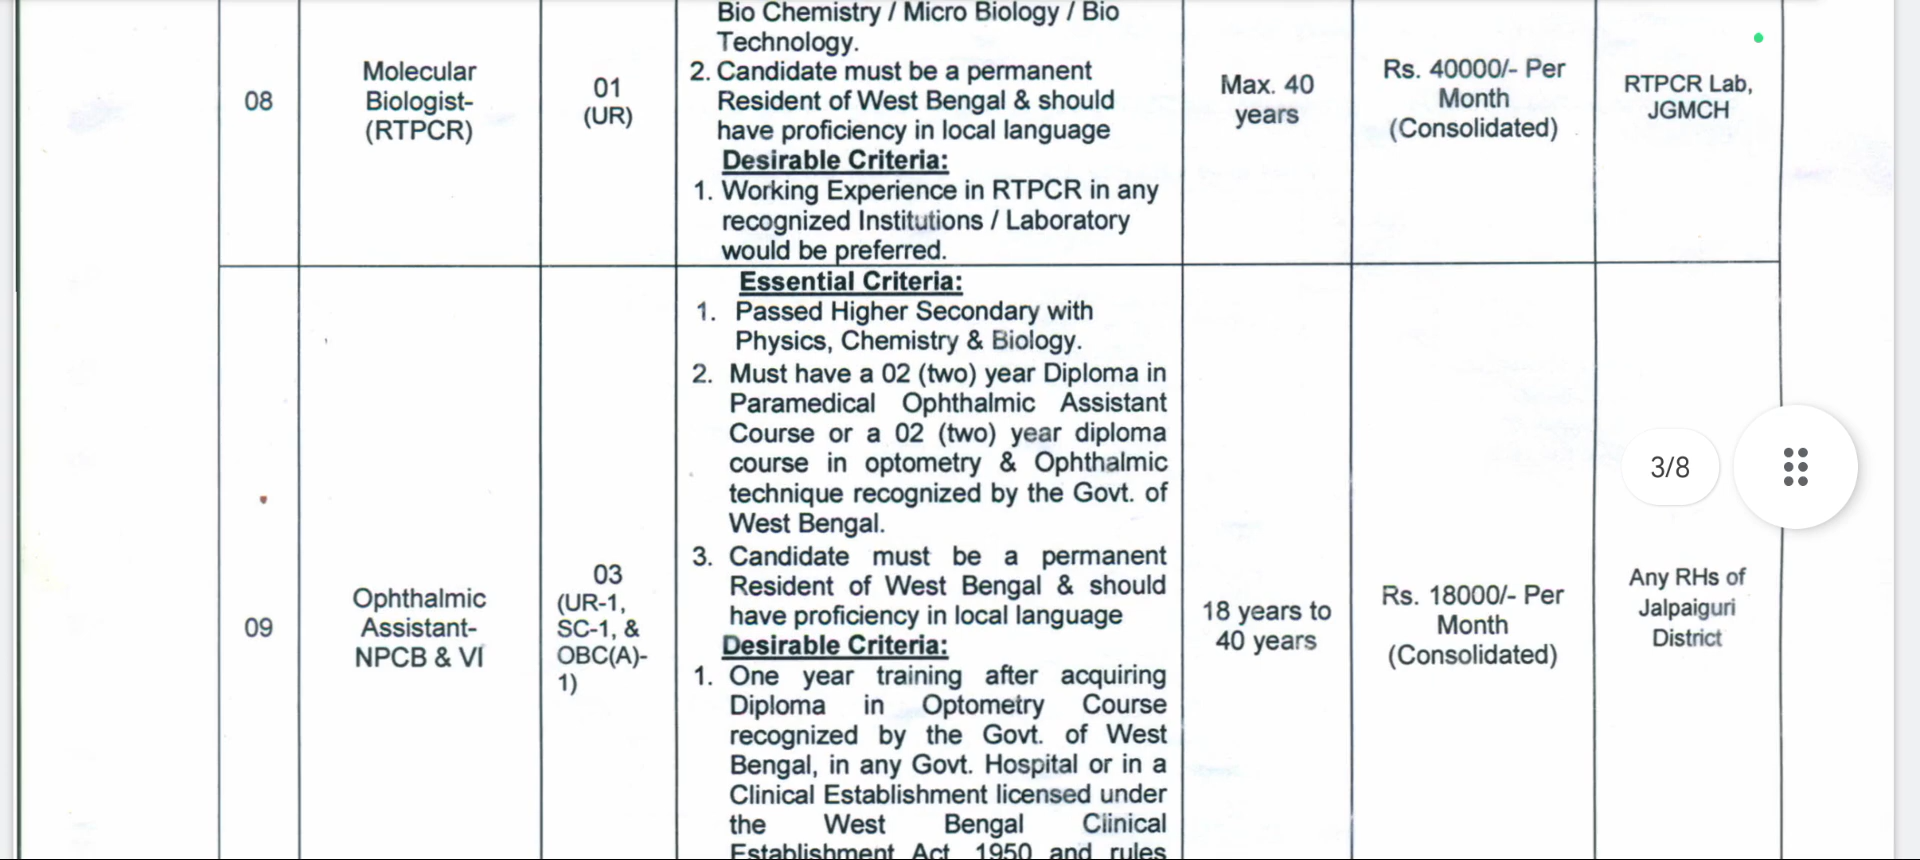 Bio Chemistry / Micro Biology / Bio
Technology.
2. Candidate must be a permanent
Resident of West Bengal & should
have proficiency in local language
Desirable Criteria:
1. Working Experience in RTPCR in any
recognized Institutions / Laboratory
would be preferred.
08
Molecular
Biologist-
(RTPCR)
01
(UR)
Max. 40
years
Rs. 40000/- Per
Month
(Consolidated)
RTPCR Lab,
JGMCH
Essential Criteria:
1. Passed Higher Secondary with
Physics, Chemistry & Biology.
2. Must have a 02 (two) year Diploma in
Paramedical Ophthalmic Assistant
Course or a 02 (two) year diploma
course in optometry & Ophthalmic
technique recognized by the Govt. of
West Bengal.
3. Candidate must be a permanent
Resident of West Bengal & should
have proficiency in local language
Desirable Criteria:
1. One year training after acquiring
Diploma in Optometry Course
recognized by the Govt. of West
Bengal, in any Govt. Hospital or in a
Clinical Establishment licensed under
the West Bengal Clinical
Establishment Act 1950 and rules
09
Ophthalmic
Assistant-
NPCB & VI
03
(UR-1,
SC-1, &
OBC(A)-
1)
18 years to
40 years
Rs. 18000/- Per
Month
(Consolidated)
Any RHs of
Jalpaiguri
District
3/8